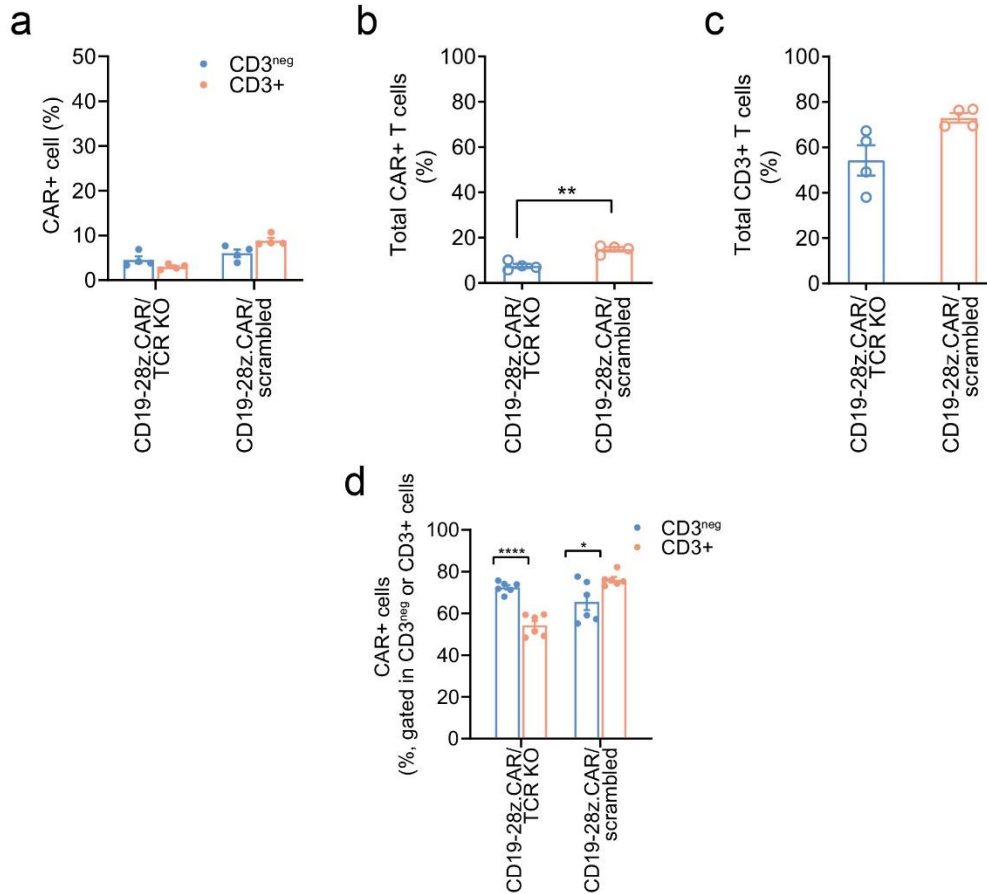 a
CAR+ cell (%)
50
40
30
20
10
0
CD3neg
CD3+
CD19-28z.CAR/
TCR KO
CD19-28z.CAR/
scrambled
b
Total CAR+ T cells
(%)
100
80
60
40
20
0
**
CD19-28z.CAR/
TCR KO
CD19-28z.CAR/
scrambled
c
Total CD3+ T cells
(%)
100
80
60
40
20
0
CD19-28z.CAR/
TCR KO
CD19-28z.CAR/
scrambled
d
CAR+ cells
(%, gated in CD3neg or CD3+ cells
100
80
60
40
20
0
****
*
CD3neg
CD3+
CD19-28z.CAR/
TCR KO
CD19-28z.CAR/
scrambled